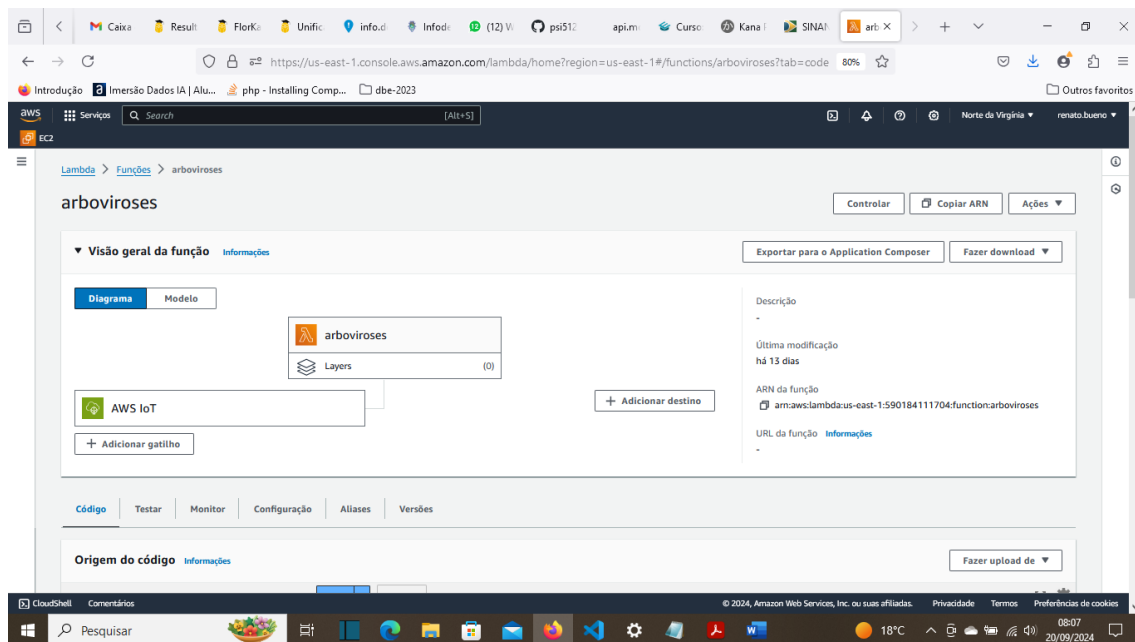 Caixa
Result
FlorKa
Unific
info.d
Infode
(12) W
psi512
api.m
Curso
Kana
SINAN
arb
https://us-east-1.console.aws.amazon.com/lambda/home?region=us-east-1#/functions/arboviroses?tab=code
80%
Introdução
Imersão Dados IA | Alu...
php - Installing Comp...
dbe-2023
Outros favoritos
aws
Serviços
Search
[Alt+S]
Norte da Virgínia
renato.bueno
EC2
Lambda > Funções > arboviroses
arboviroses
Controlar
Copiar ARN
Ações
Visão geral da função
Informações
Exportar para o Application Composer
Fazer download
Diagrama
Modelo
arboviroses
Layers
(0)
AWS IoT
+ Adicionar gatilho
+ Adicionar destino
Descrição
-
Última modificação
há 13 dias
ARN da função
arn:aws:lambda:us-east-1:590184111704:function:arboviroses
URL da função Informações
-
Código
Testar
Monitor
Configuração
Aliases
Versões
Origem do código Informações
Fazer upload de
CloudShell
Comentários
© 2024, Amazon Web Services, Inc. ou suas afiliadas.
Privacidade
Termos
Preferências de cookies
Pesquisar
18°C
08:07
20/09/2024